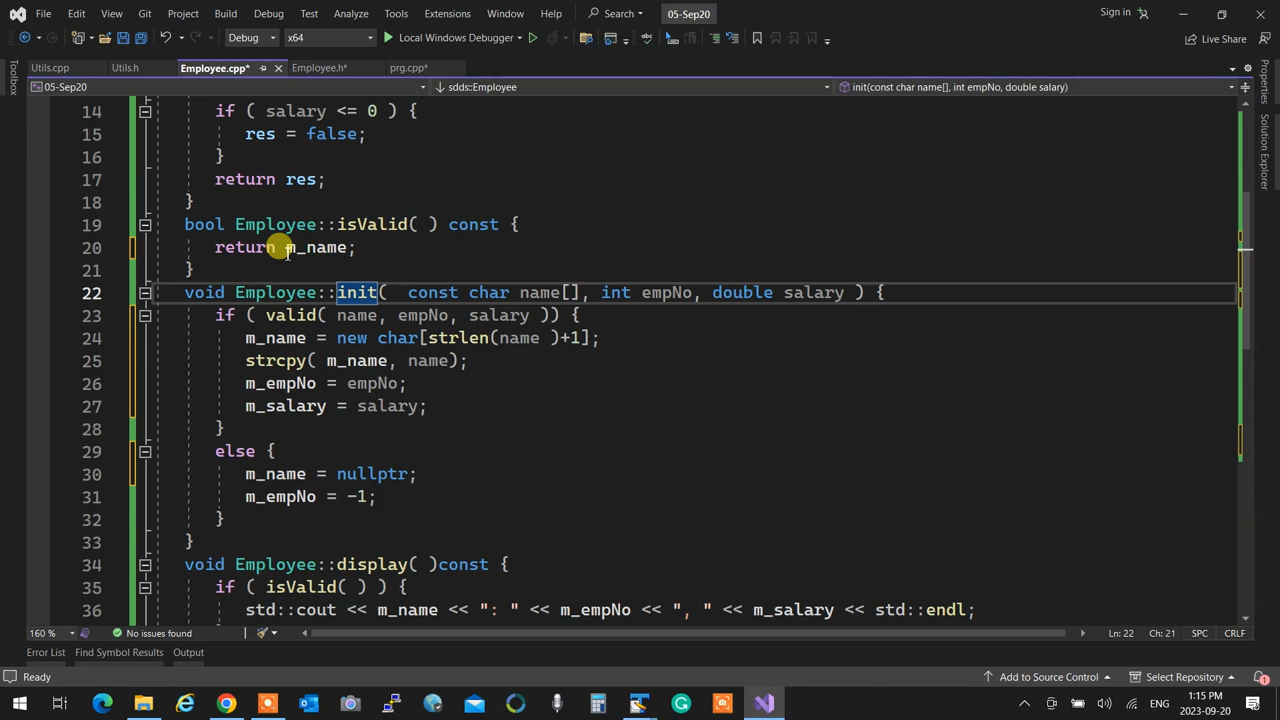 File Edit View Git Project Build Debug Test Analyze Tools Extensions Window Help Search 05-Sep20 Sign in
Debug x64 Local Windows Debugger Live Share
Utils.cpp Utils.h Employee.cpp* Employee.h* prg.cpp*
05-Sep20 sdds::Employee init(const char name[], int empNo, double salary)
14 if ( salary <= 0 ) {
15 res = false;
16 }
17 return res;
18 }
19 bool Employee::isValid( ) const {
20 return m_name;
21 }
22 void Employee::init(  const char name[], int empNo, double salary ) {
23 if ( valid( name, empNo, salary )) {
24 m_name = new char[strlen(name )+1];
25 strcpy( m_name, name);
26 m_empNo = empNo;
27 m_salary = salary;
28 }
29 else {
30 m_name = nullptr;
31 m_empNo = -1;
32 }
33 }
34 void Employee::display( )const {
35 if ( isValid( ) ) {
36 std::cout << m_name << ": " << m_empNo << ", " << m_salary << std::endl;
Toolbox
Properties
Solution Explorer
160 % No issues found Ln: 22 Ch: 21 SPC CRLF
Error List Find Symbol Results Output
Ready Add to Source Control Select Repository 1
ENG 1:15 PM
2023-09-20